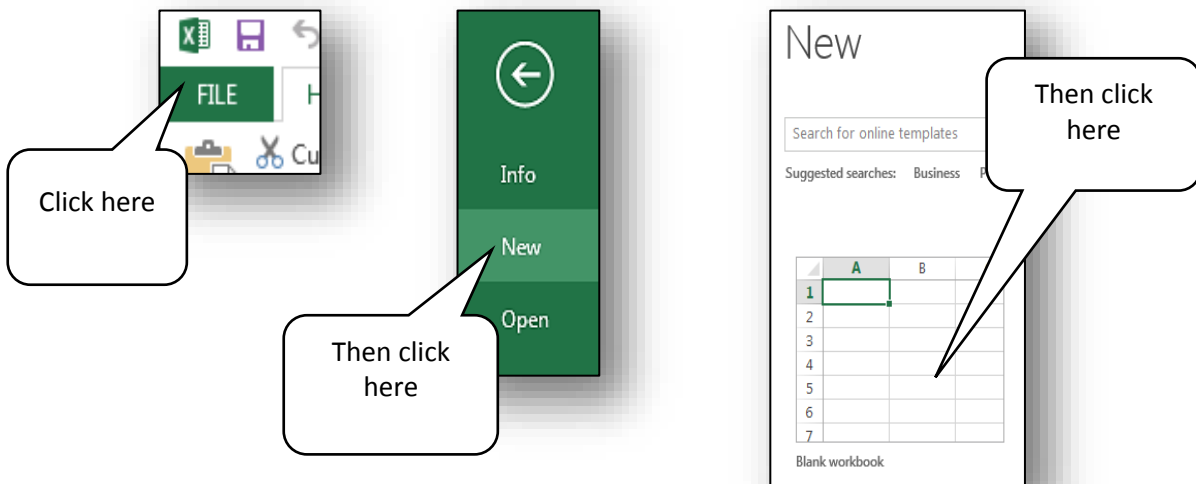 FILE
H
Cu
Click here
Info
New
Open
Then click
here
New
Search for online templates
Suggested searches: Business P
Then click
here
A B
1
2
3
4
5
6
7
Blank workbook